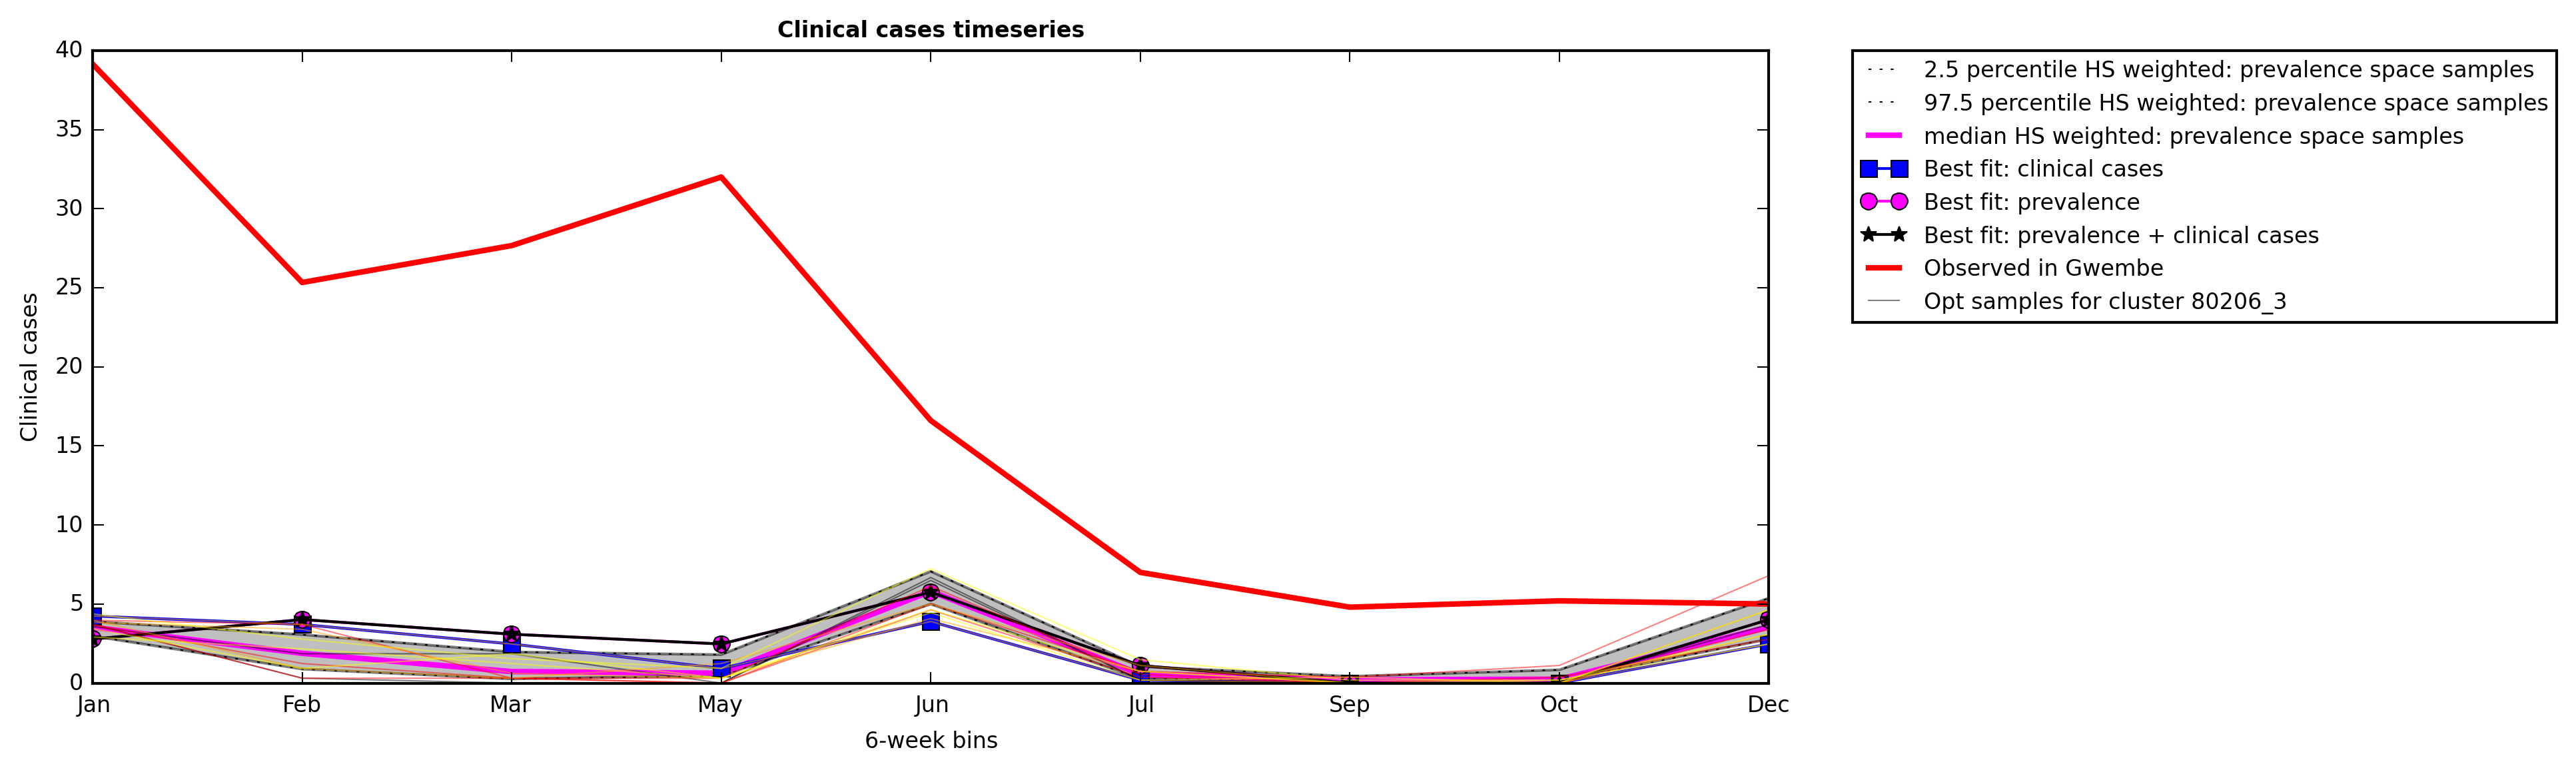 Clinical cases timeseries
40
35
30
25
20
15
10
5
0
Clinical cases
Jan Feb Mar May Jun Jul Sep Oct Dec
6-week bins
2.5 percentile HS weighted: prevalence space samples
97.5 percentile HS weighted: prevalence space samples
median HS weighted: prevalence space samples
Best fit: clinical cases
Best fit: prevalence
Best fit: prevalence + clinical cases
Observed in Gwembe
Opt samples for cluster 80206_3